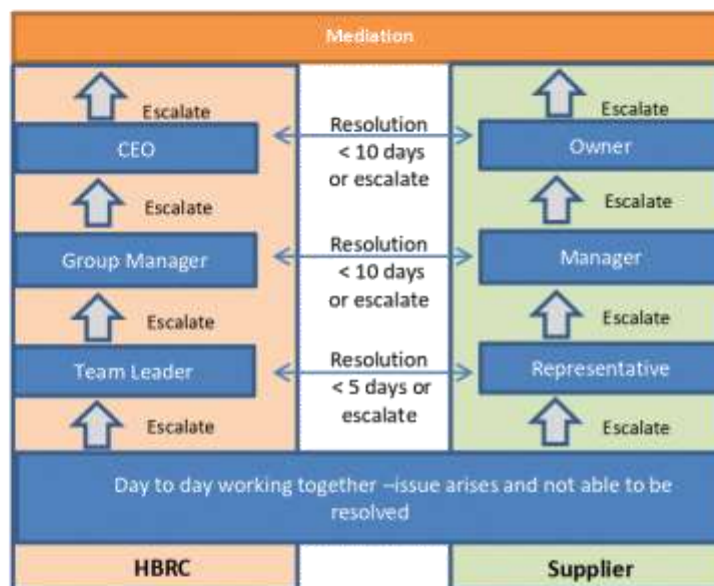 Mediation
Escalate
Escalate
CEO
Resolution
< 10 days
or escalate
Owner
Escalate
Escalate
Group Manager
Resolution
< 10 days
or escalate
Manager
Escalate
Escalate
Team Leader
Resolution
< 5 days or
escalate
Representative
Escalate
Escalate
Day to day working together –issue arises and not able to be
resolved
HBRC
Supplier